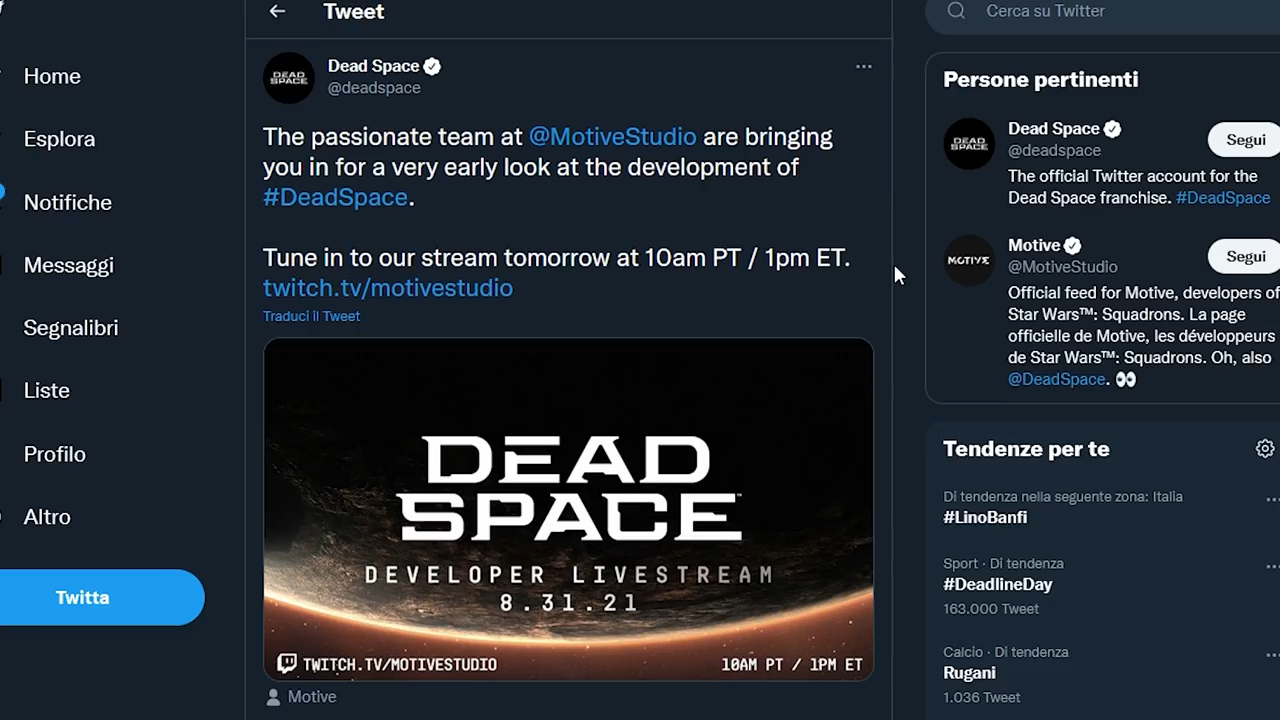 Tweet
Home
Esplora
Notifiche
Messaggi
Segnalibri
Liste
Profilo
Altro
Twitta
DEAD
SPACE
Dead Space
@deadspace
The passionate team at @MotiveStudio are bringing
you in for a very early look at the development of
#DeadSpace.
Tune in to our stream tomorrow at 10am PT / 1pm ET.
twitch.tv/motivestudio
Traduci il Tweet
DEAD
SPACE™
DEVELOPER LIVESTREAM
8.31.21
TWITCH.TV/MOTIVESTUDIO
10AM PT / 1PM ET
Motive
Cerca su Twitter
Persone pertinenti
DEAD
SPACE
Dead Space
@deadspace
Segui
The official Twitter account for the
Dead Space franchise. #DeadSpace
MOTIVE
Motive
@MotiveStudio
Segui
Official feed for Motive, developers of
Star Wars™: Squadrons. La page
officielle de Motive, les développeurs
de Star Wars™: Squadrons. Oh, also
@DeadSpace. 👀
Tendenze per te
Di tendenza nella seguente zona: Italia
#LinoBanfi
Sport · Di tendenza
#DeadlineDay
163.000 Tweet
Calcio · Di tendenza
Rugani
1.036 Tweet